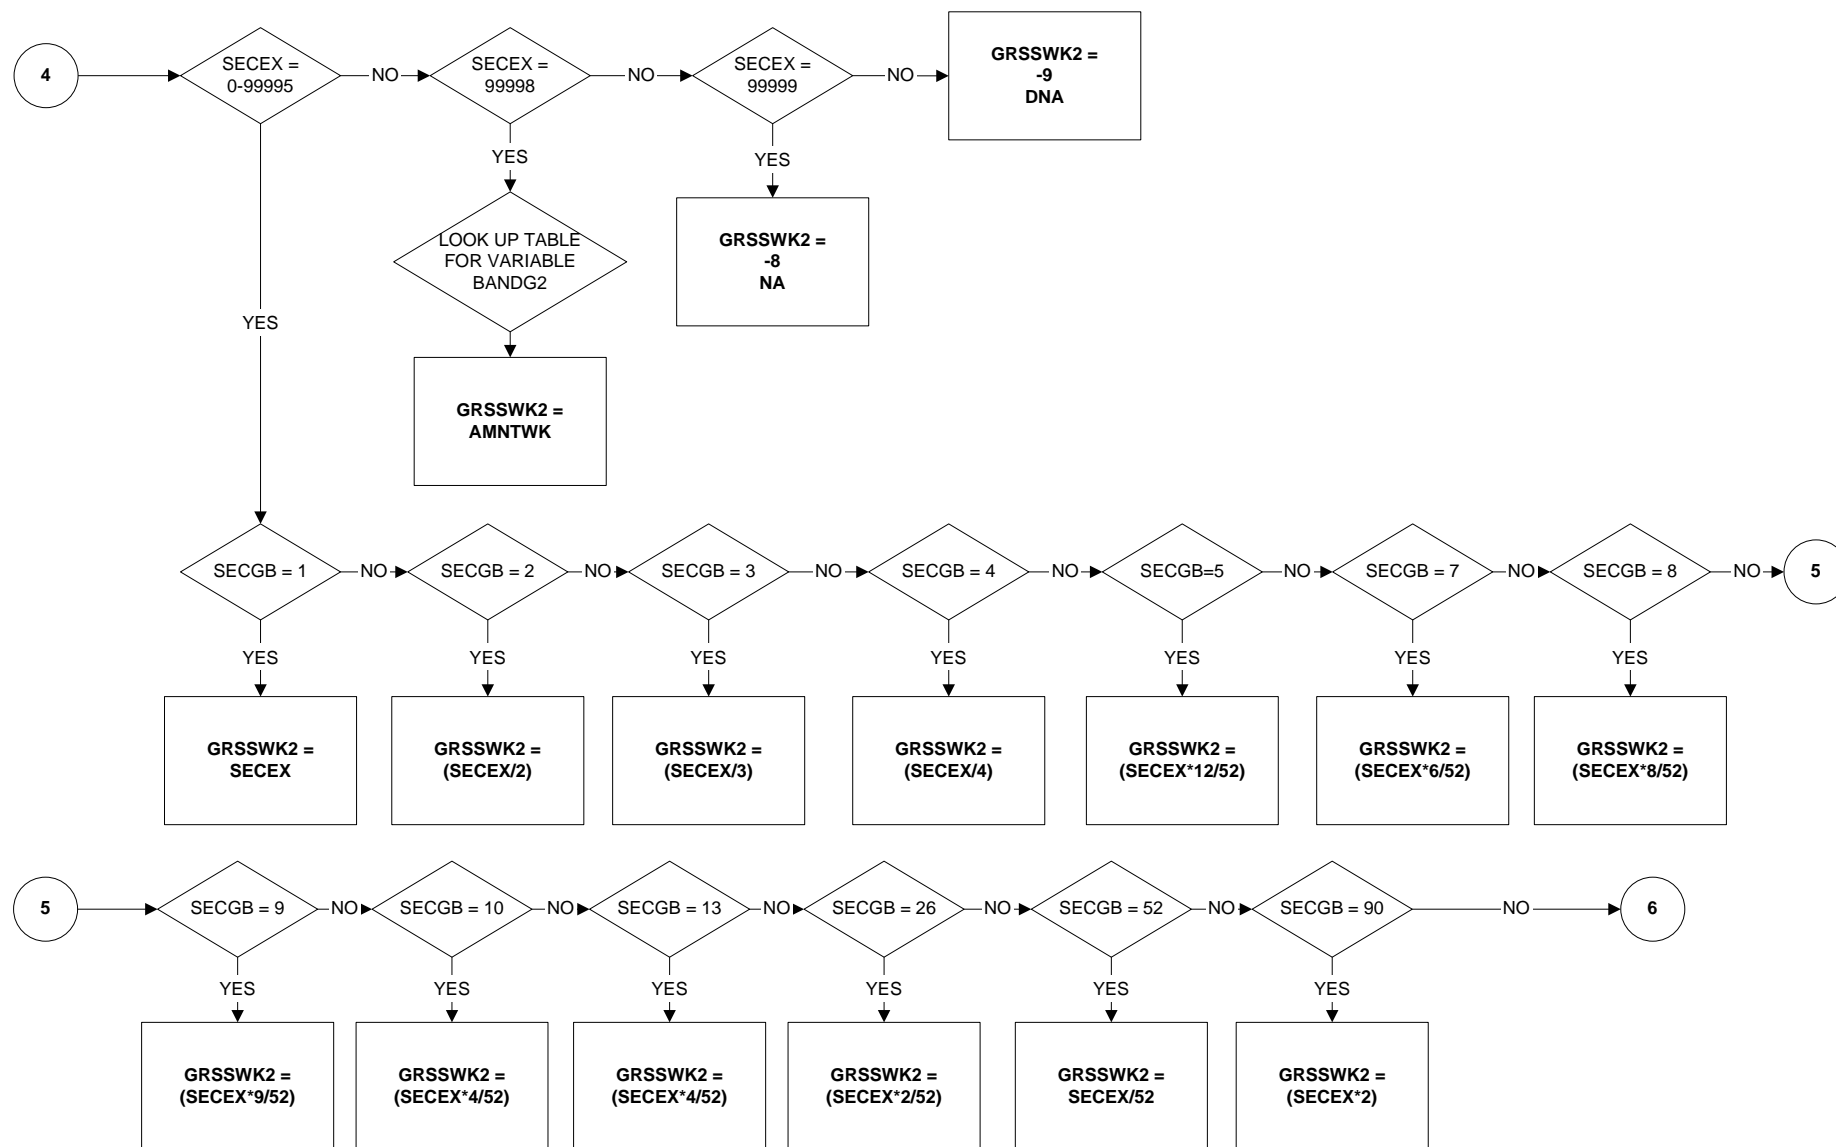 4
SECEX =
0-99995
NO
SECEX =
99998
NO
SECEX =
99999
NO
GRSSWK2 =
-9
DNA
YES
YES
YES
LOOK UP TABLE
FOR VARIABLE
BANDG2
GRSSWK2 =
-8
NA
GRSSWK2 =
AMNTWK
SECGB = 1
NO
SECGB = 2
NO
SECGB = 3
NO
SECGB = 4
NO
SECGB=5
NO
SECGB = 7
NO
SECGB = 8
NO
5
YES
YES
YES
YES
YES
YES
YES
GRSSWK2 =
SECEX
GRSSWK2 =
(SECEX/2)
GRSSWK2 =
(SECEX/3)
GRSSWK2 =
(SECEX/4)
GRSSWK2 =
(SECEX*12/52)
GRSSWK2 =
(SECEX*6/52)
GRSSWK2 =
(SECEX*8/52)
5
SECGB = 9
NO
SECGB = 10
NO
SECGB = 13
NO
SECGB = 26
NO
SECGB = 52
NO
SECGB = 90
NO
6
YES
YES
YES
YES
YES
YES
GRSSWK2 =
(SECEX*9/52)
GRSSWK2 =
(SECEX*4/52)
GRSSWK2 =
(SECEX*4/52)
GRSSWK2 =
(SECEX*2/52)
GRSSWK2 =
SECEX/52
GRSSWK2 =
(SECEX*2)